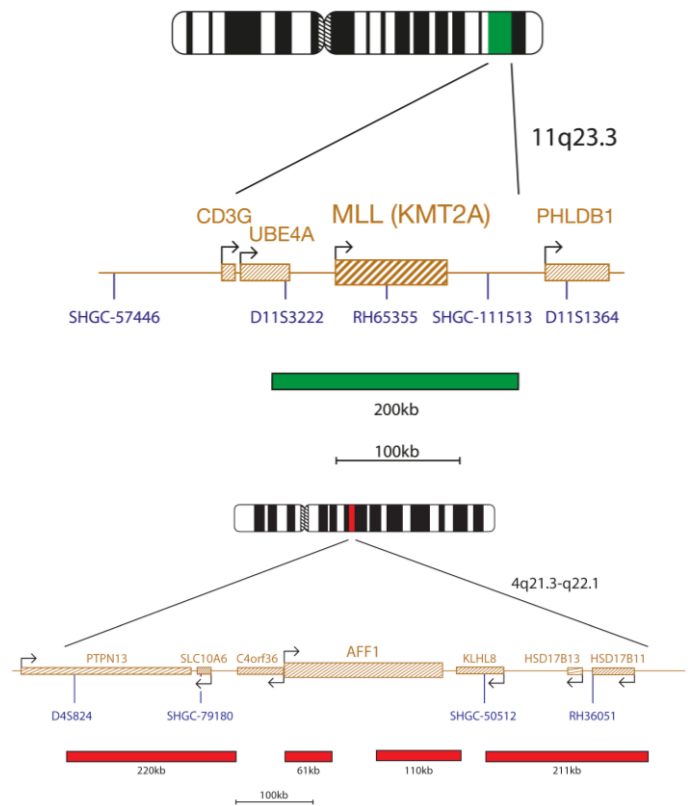 11q23.3
CD3G
UBE4A
MLL (KMT2A)
PHLDB1
SHGC-57446
D11S3222
RH65355
SHGC-111513
D11S1364
200kb
100kb
4q21.3-q22.1
PTPN13
SLC10A6
C4orf36
AFF1
KLHL8
HSD17B13
HSD17B11
D4S824
SHGC-79180
SHGC-50512
RH36051
220kb
61kb
110kb
211kb
100kb